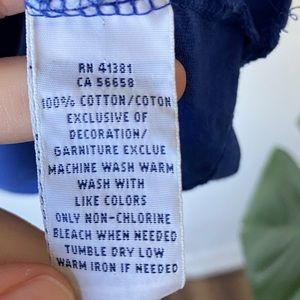 RN 41381
CA 56658
100% COTTON/COTON
EXCLUSIVE OF
DECORATION/
GARNITURE EXCLUE
MACHINE WASH WARM
WASH WITH
LIKE COLORS
ONLY NON-CHLORINE
BLEACH WHEN NEEDED
TUMBLE DRY LOW
WARM IRON IF NEEDED